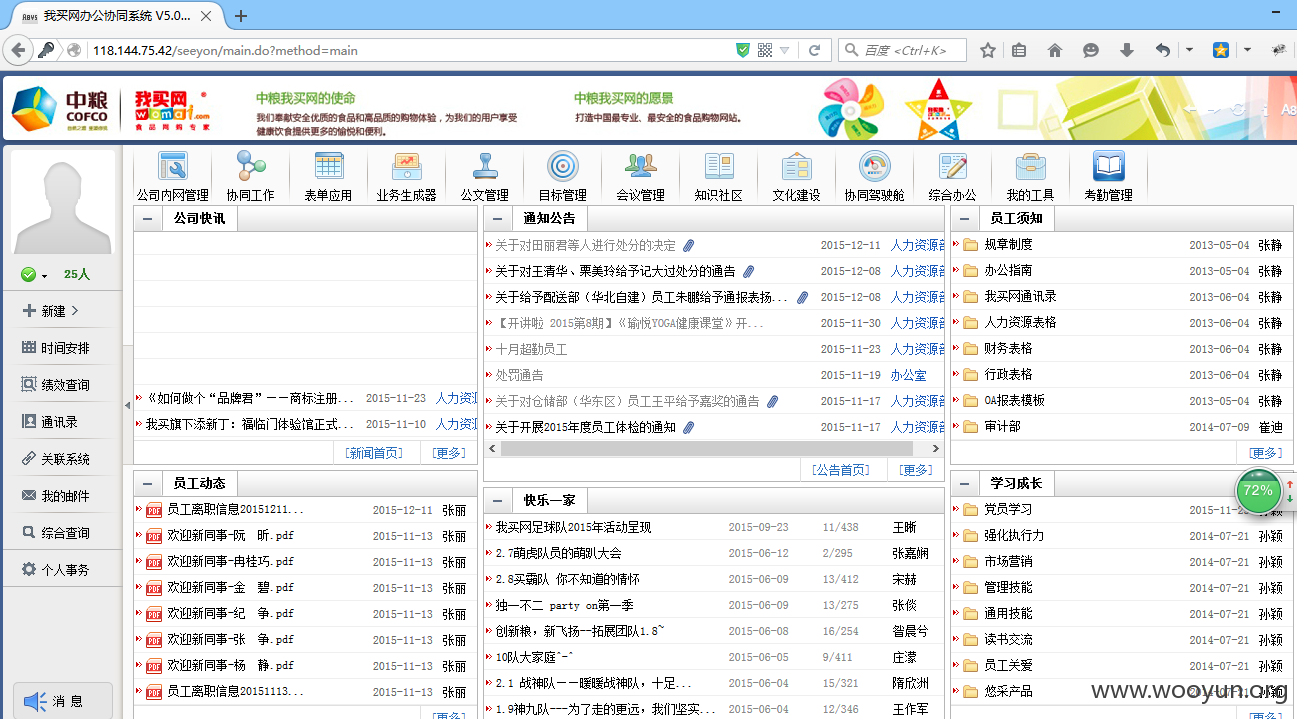 A8V5 我买网办公协同系统 V5.0...
118.144.75.42/seeyon/main.do?method=main
百度 <Ctrl+K>
中粮 COFCO
我买网 womai.com
食品网购专家
中粮我买网的使命
我们奉献安全优质的食品和高品质的购物体验，为我们的用户享受
健康饮食提供更多的愉悦和便利。
中粮我买网的愿景
打造中国最专业、最安全的食品购物网站。
公司内网管理 协同工作 表单应用 业务生成器 公文管理 目标管理 会议管理 知识社区 文化建设 协同驾驶舱 综合办公 我的工具 考勤管理
25人
新建
时间安排
绩效查询
通讯录
关联系统
我的邮件
综合查询
个人事务
消 息
公司快讯
《如何做个“品牌君”——商标注册... 2015-11-23 人力资源
我买旗下添新丁：福临门体验馆正式... 2015-11-10 人力资源
[新闻首页] [更多]
员工动态
员工离职信息20151211... 2015-12-11 张丽
欢迎新同事-阮 昕.pdf 2015-11-13 张丽
欢迎新同事-冉桂巧.pdf 2015-11-13 张丽
欢迎新同事-金 碧.pdf 2015-11-13 张丽
欢迎新同事-纪 争.pdf 2015-11-13 张丽
欢迎新同事-张 争.pdf 2015-11-13 张丽
欢迎新同事-杨 静.pdf 2015-11-13 张丽
员工离职信息20151113... 2015-11-13 张丽
[更多]
通知公告
关于对田丽君等人进行处分的决定 2015-12-11 人力资源部
关于对王清华、栗美玲给予记大过处分的通告 2015-12-08 人力资源部
关于给予配送部（华北自建）员工朱鹏给予通报表扬... 2015-12-08 人力资源部
【开讲啦 2015第8期】《瑜悦YOGA健康课堂》开... 2015-11-30 人力资源部
十月超勤员工 2015-11-23 人力资源部
处罚通告 2015-11-19 办公室
关于对仓储部（华东区）员工王平给予嘉奖的通告 2015-11-17 人力资源部
关于开展2015年度员工体检的通知 2015-11-17 人力资源部
[公告首页] [更多]
快乐一家
我买网足球队2015年活动呈现 2015-09-23 11/438 王晰
2.7萌虎队员的萌趴大会 2015-06-12 2/295 张嘉娴
2.8买霸队 你不知道的情怀 2015-06-09 13/412 宋赫
独一不二 party on第一季 2015-06-09 13/275 张倓
创新粮，新飞扬--拓展团队1.8~ 2015-06-08 16/254 昝晨兮
10队大家庭^-^ 2015-06-05 9/411 庄濛
2.1 战神队——暧暧战神队，十足... 2015-06-04 15/321 隋欣洲
1.9神九队---为了走的更远，我们坚实... 2015-06-04 12/346 王作军
员工须知
规章制度 2013-05-04 张静
办公指南 2013-05-04 张静
我买网通讯录 2013-06-04 张静
人力资源表格 2013-06-04 张静
财务表格 2013-06-04 张静
行政表格 2013-06-04 张静
OA报表模板 2013-05-04 张静
审计部 2014-07-09 崔迪
[更多]
72%
学习成长
党员学习 2015-11-2 孙颖
强化执行力 2014-07-21 孙颖
市场营销 2014-07-21 孙颖
管理技能 2014-07-21 孙颖
通用技能 2014-07-21 孙颖
读书交流 2014-07-21 孙颖
员工关爱 2014-07-21 孙颖
悠采产品 2014-07-21 孙颖
[更多]
www.wooyun.org